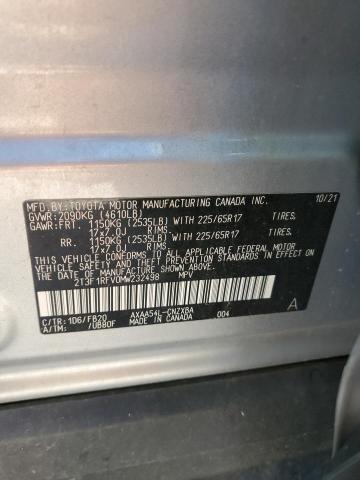 MFD.BY:TOYOTA MOTOR MANUFACTURING CANADA INC. 10/21
GVWR:2090KG (4610LB)
GAWR:FRT. 1150KG (2535LB) WITH 225/65R17 TIRES,
17x7.0J RIMS
RR. 1150KG (2535LB) WITH 225/65R17 TIRES,
17x7.0J RIMS
THIS VEHICLE CONFORMS TO ALL APPLICABLE FEDERAL MOTOR
VEHICLE SAFETY, BUMPER, AND THEFT PREVENTION STANDARDS
IN EFFECT ON THE DATE OF MANUFACTURE SHOWN ABOVE.
2T3F1RFV0MW232498 MPV
A
C/TR:1D6/FB20 AXAA54L-CNZXBA
A/TM: /UB80F MADE IN CANADA 004